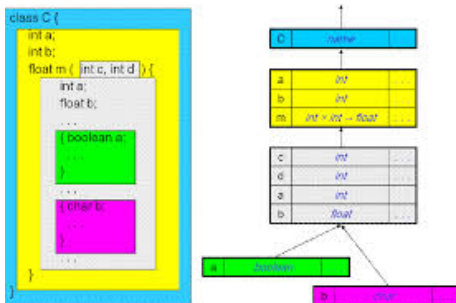 class C {
int a;
int b;
float m ( int c, int d ) {
int a;
float b;
. . .
{ boolean a;
. . .
}
. . .
{ char b;
. . .
}
. . .
}
}
C name
a int . . .
b int
m int × int → float . . .
c int . . .
d int
a int
b float . . .
a boolean
b char